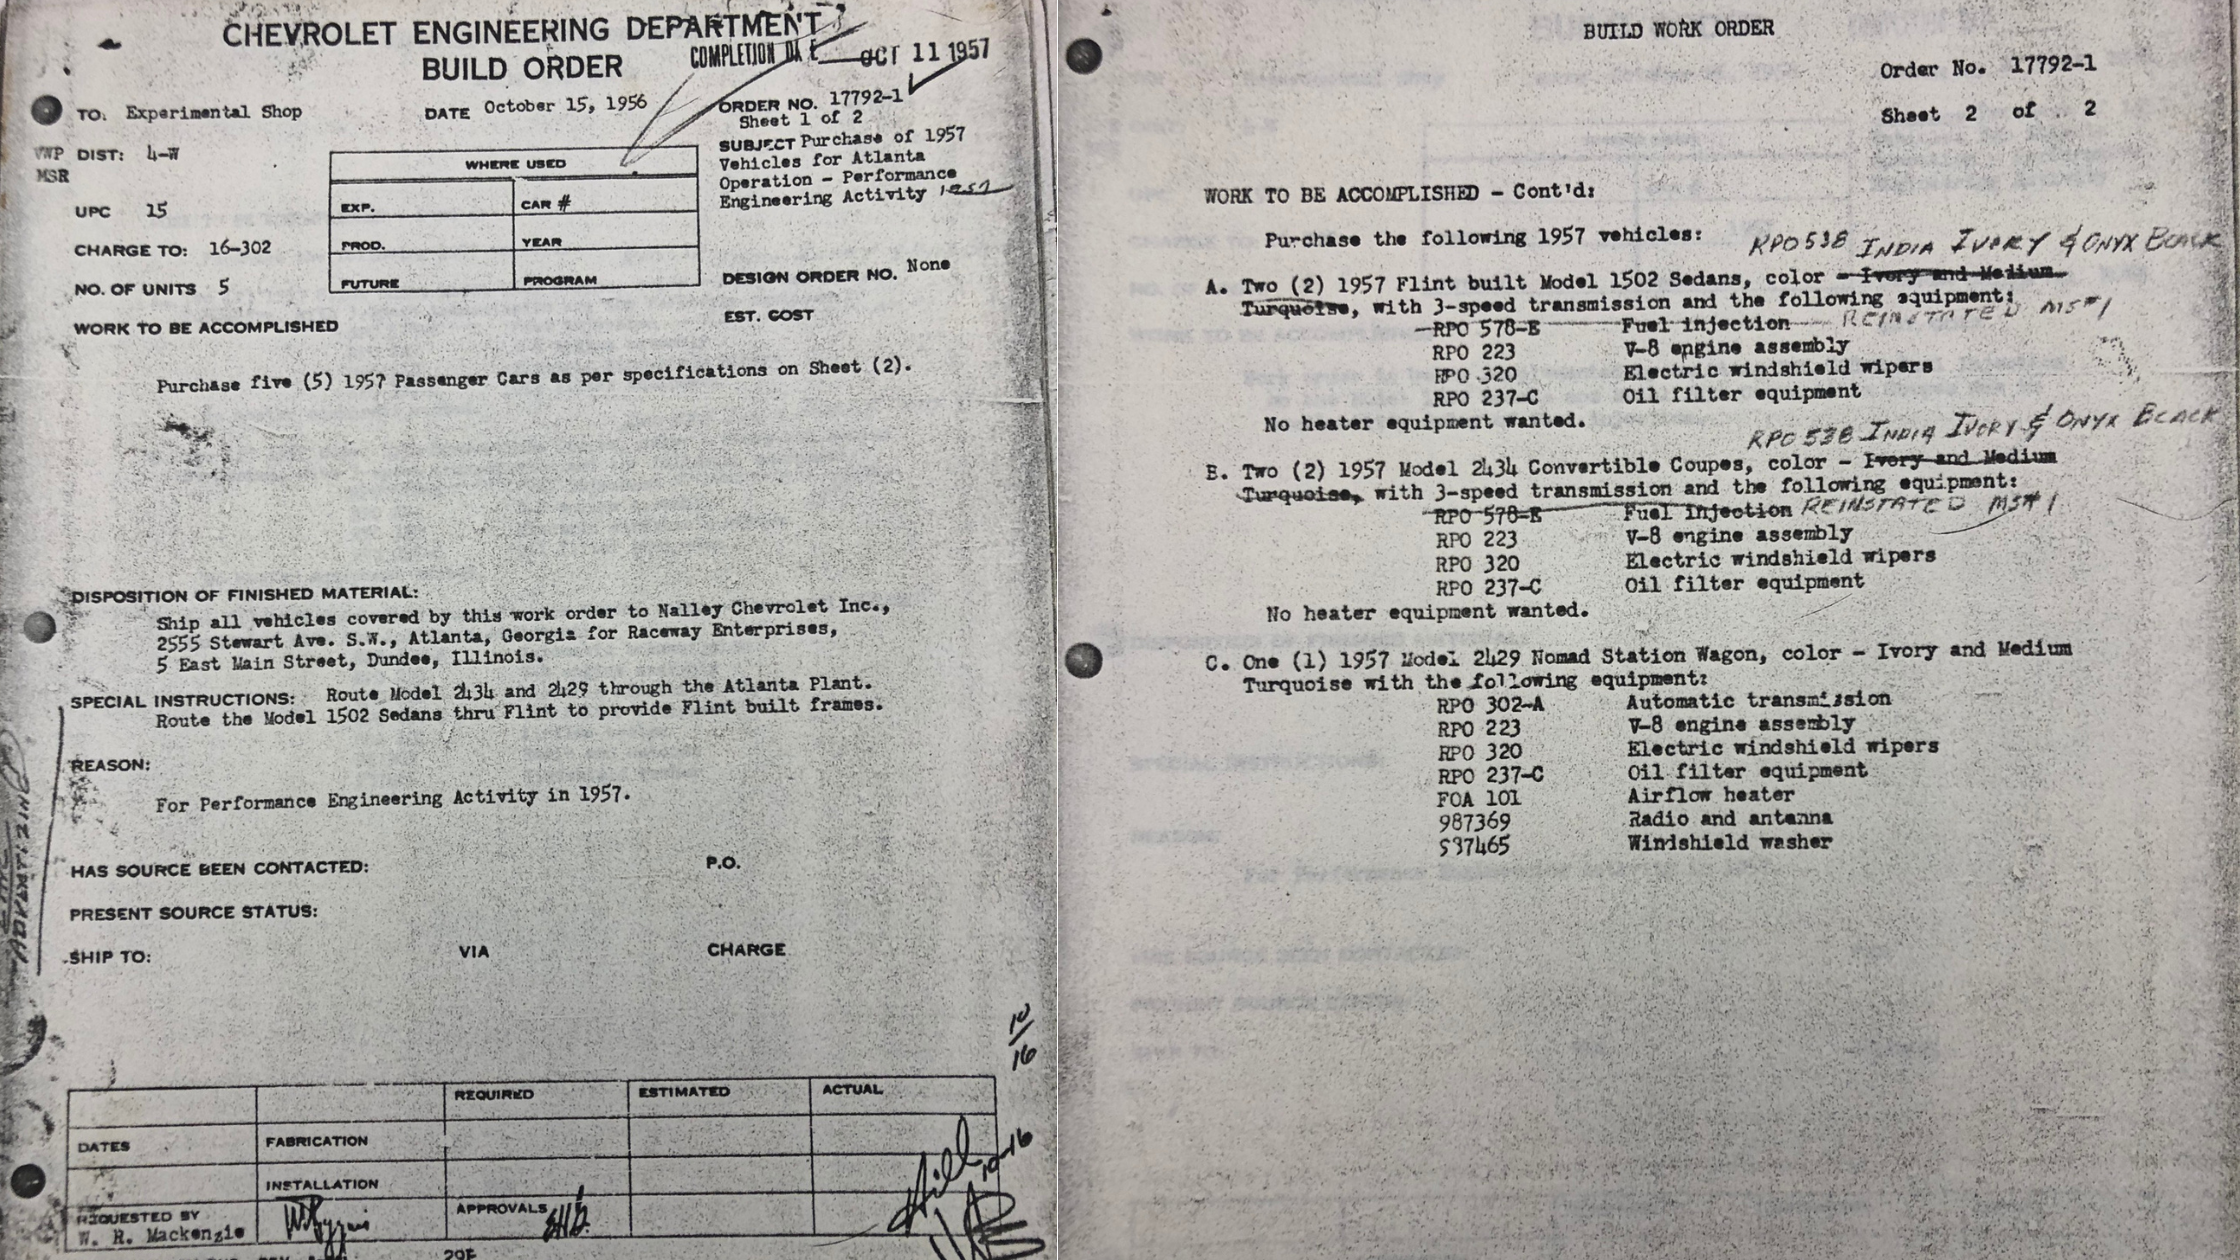 CHEVROLET ENGINEERING DEPARTMENT
BUILD ORDER
COMPLETION DATE OCT 11 1957
TO: Experimental Shop
DATE October 15, 1956
ORDER NO. 17792-1
Sheet 1 of 2
VWP
MSR
DIST: 4-W
SUBJECT Purchase of 1957
Vehicles for Atlanta
Operation - Performance
Engineering Activity 1957
WHERE USED
EXP. CAR #
PROD. YEAR
FUTURE PROGRAM
UPC 15
CHARGE TO: 16-302
NO. OF UNITS 5
DESIGN ORDER NO. None
EST. COST
WORK TO BE ACCOMPLISHED
Purchase five (5) 1957 Passenger Cars as per specifications on Sheet (2).
DISPOSITION OF FINISHED MATERIAL:
Ship all vehicles covered by this work order to Nalley Chevrolet Inc.,
2555 Stewart Ave. S.W., Atlanta, Georgia for Raceway Enterprises,
5 East Main Street, Dundee, Illinois.
SPECIAL INSTRUCTIONS: Route Model 2434 and 2429 through the Atlanta Plant.
Route the Model 1502 Sedans thru Flint to provide Flint built frames.
REASON:
For Performance Engineering Activity in 1957.
HAS SOURCE BEEN CONTACTED: P.O.
PRESENT SOURCE STATUS:
SHIP TO: VIA CHARGE
10/16
REQUIRED ESTIMATED ACTUAL
DATES FABRICATION
INSTALLATION
Hill 10-16
REQUESTED BY
W. R. Mackenzie
APPROVALS
BUILD WORK ORDER
Order No. 17792-1
Sheet 2 of 2
WORK TO BE ACCOMPLISHED - Cont'd:
Purchase the following 1957 vehicles:
RPO 538 INDIA IVORY & ONYX BLACK
A. Two (2) 1957 Flint built Model 1502 Sedans, color - Ivory and Medium
Turquoise, with 3-speed transmission and the following equipment:
RPO 578-E Fuel injection REINSTATED MS#1
RPO 223 V-8 engine assembly
RPO 320 Electric windshield wipers
RPO 237-C Oil filter equipment
No heater equipment wanted.
RPO 538 INDIA IVORY & ONYX BLACK
B. Two (2) 1957 Model 2434 Convertible Coupes, color - Ivory and Medium
Turquoise, with 3-speed transmission and the following equipment:
RPO 578-E Fuel Injection REINSTATED MS#1
RPO 223 V-8 engine assembly
RPO 320 Electric windshield wipers
RPO 237-C Oil filter equipment
No heater equipment wanted.
C. One (1) 1957 Model 2429 Nomad Station Wagon, color - Ivory and Medium
Turquoise with the following equipment:
RPO 302-A Automatic transmission
RPO 223 V-8 engine assembly
RPO 320 Electric windshield wipers
RPO 237-C Oil filter equipment
FOA 101 Airflow heater
987369 Radio and antenna
987465 Windshield washer